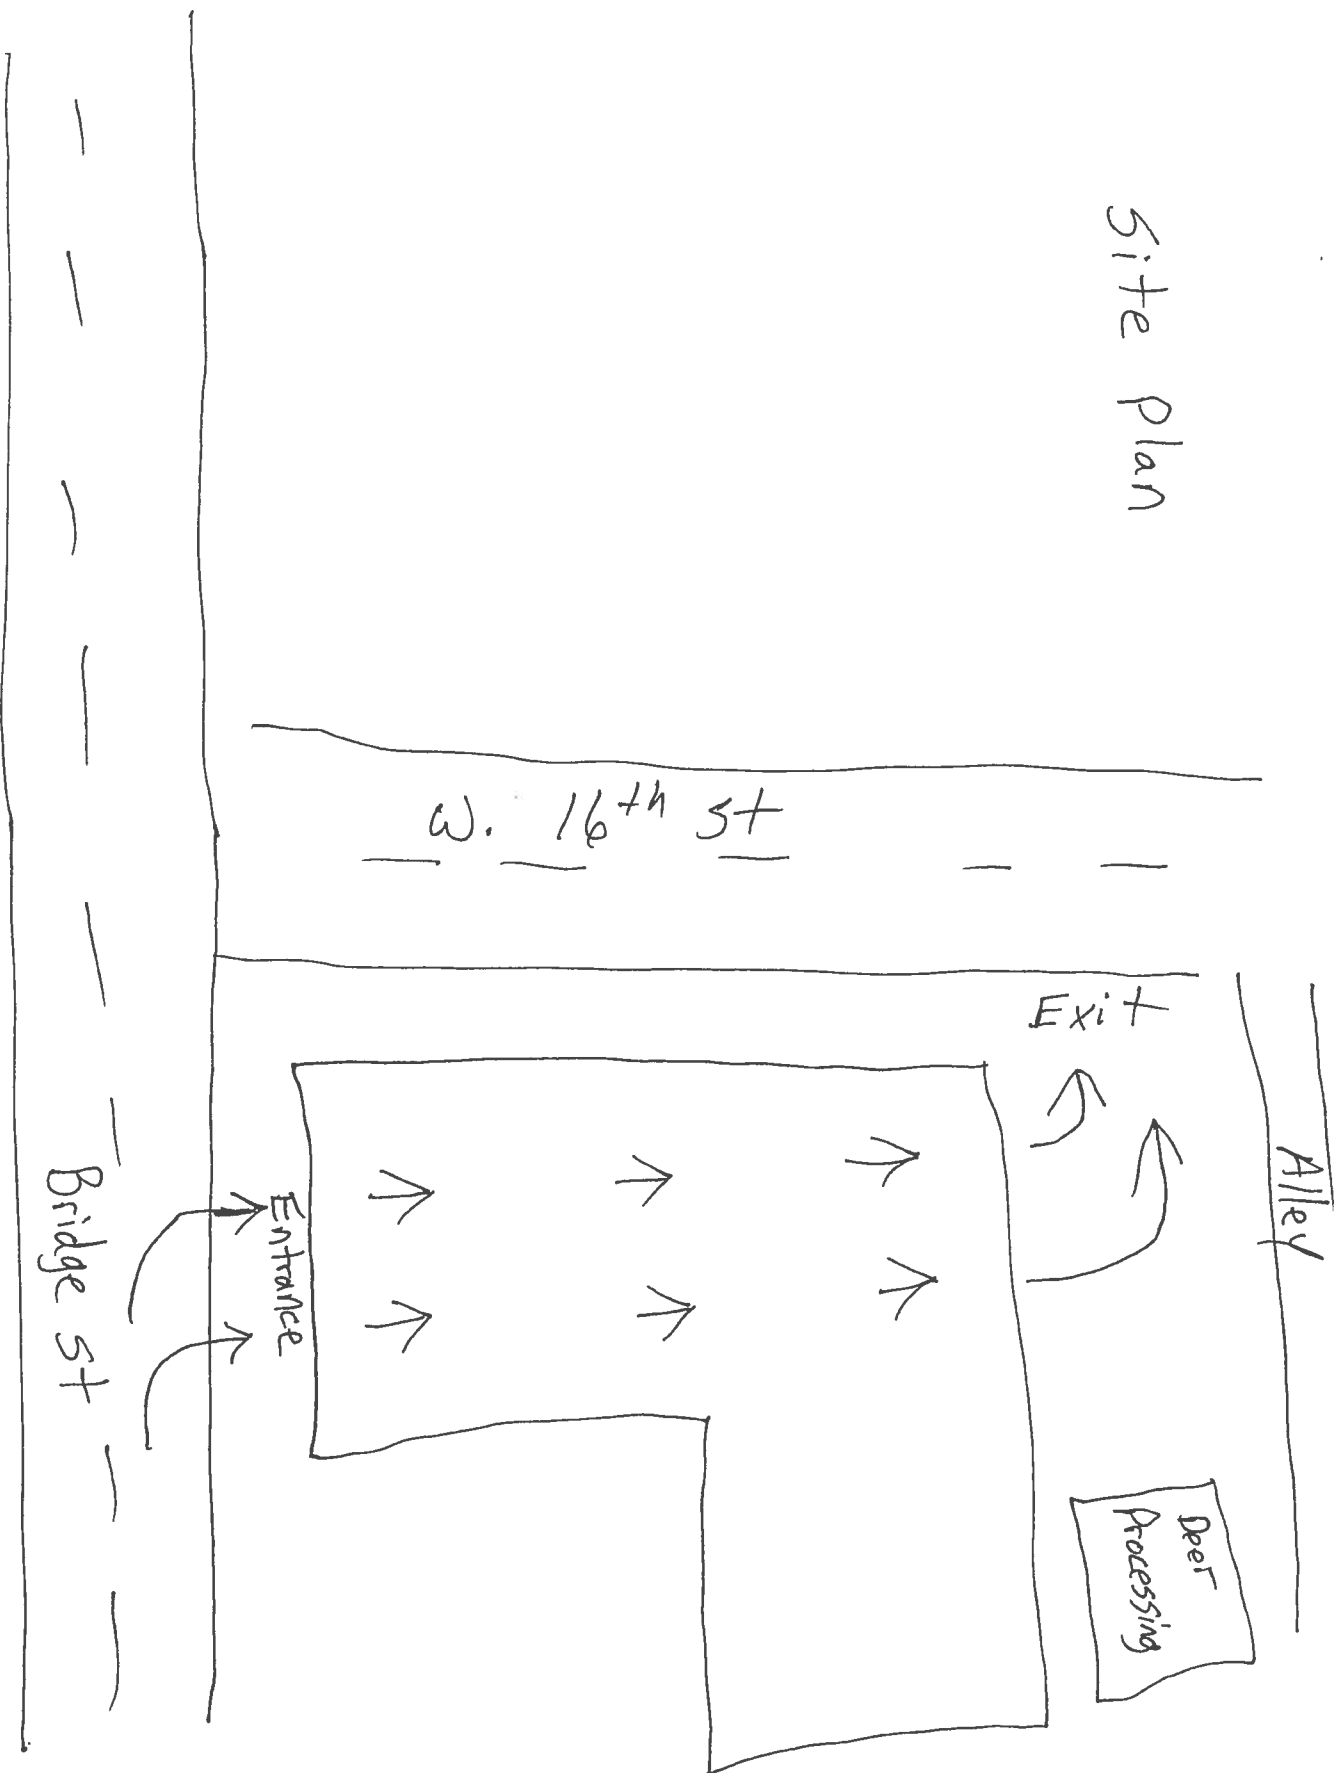 Site plan
W. 16th St
Exit
Alley
Entrance
Bridge St
Deer
Processing